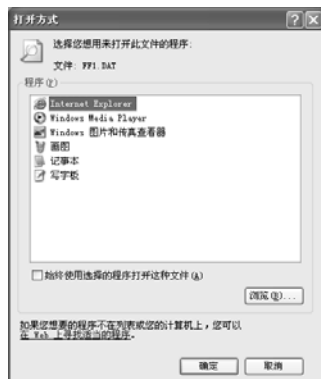 打开方式
选择您想用来打开此文件的程序:
文件: FF1.DAT
程序(P)
Internet Explorer
Windows Media Player
Windows 图片和传真查看器
画图
记事本
写字板
始终使用选择的程序打开这种文件(A)
浏览(B)...
如果您想要的程序不在列表或您的计算机上，您可以
在 Web 上寻找适当的程序。
确定
取消